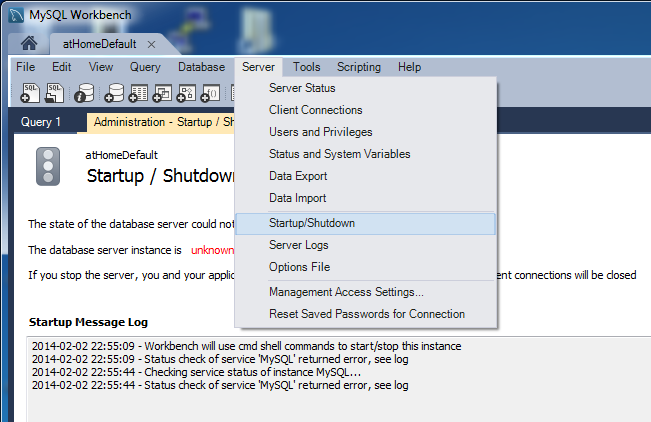 MySQL Workbench
atHomeDefault
File Edit View Query Database Server Tools Scripting Help
SQL SQL
Query 1 Administration - Startup / Sh
Server Status
Client Connections
Users and Privileges
Status and System Variables
Data Export
Data Import
Startup/Shutdown
Server Logs
Options File
Management Access Settings...
Reset Saved Passwords for Connection
atHomeDefault
Startup / Shutdown
The state of the database server could not
The database server instance is unknown
If you stop the server, you and your applic ent connections will be closed
Startup Message Log
2014-02-02 22:55:09 - Workbench will use cmd shell commands to start/stop this instance
2014-02-02 22:55:09 - Status check of service 'MySQL' returned error, see log
2014-02-02 22:55:44 - Checking service status of instance MySQL...
2014-02-02 22:55:44 - Status check of service 'MySQL' returned error, see log